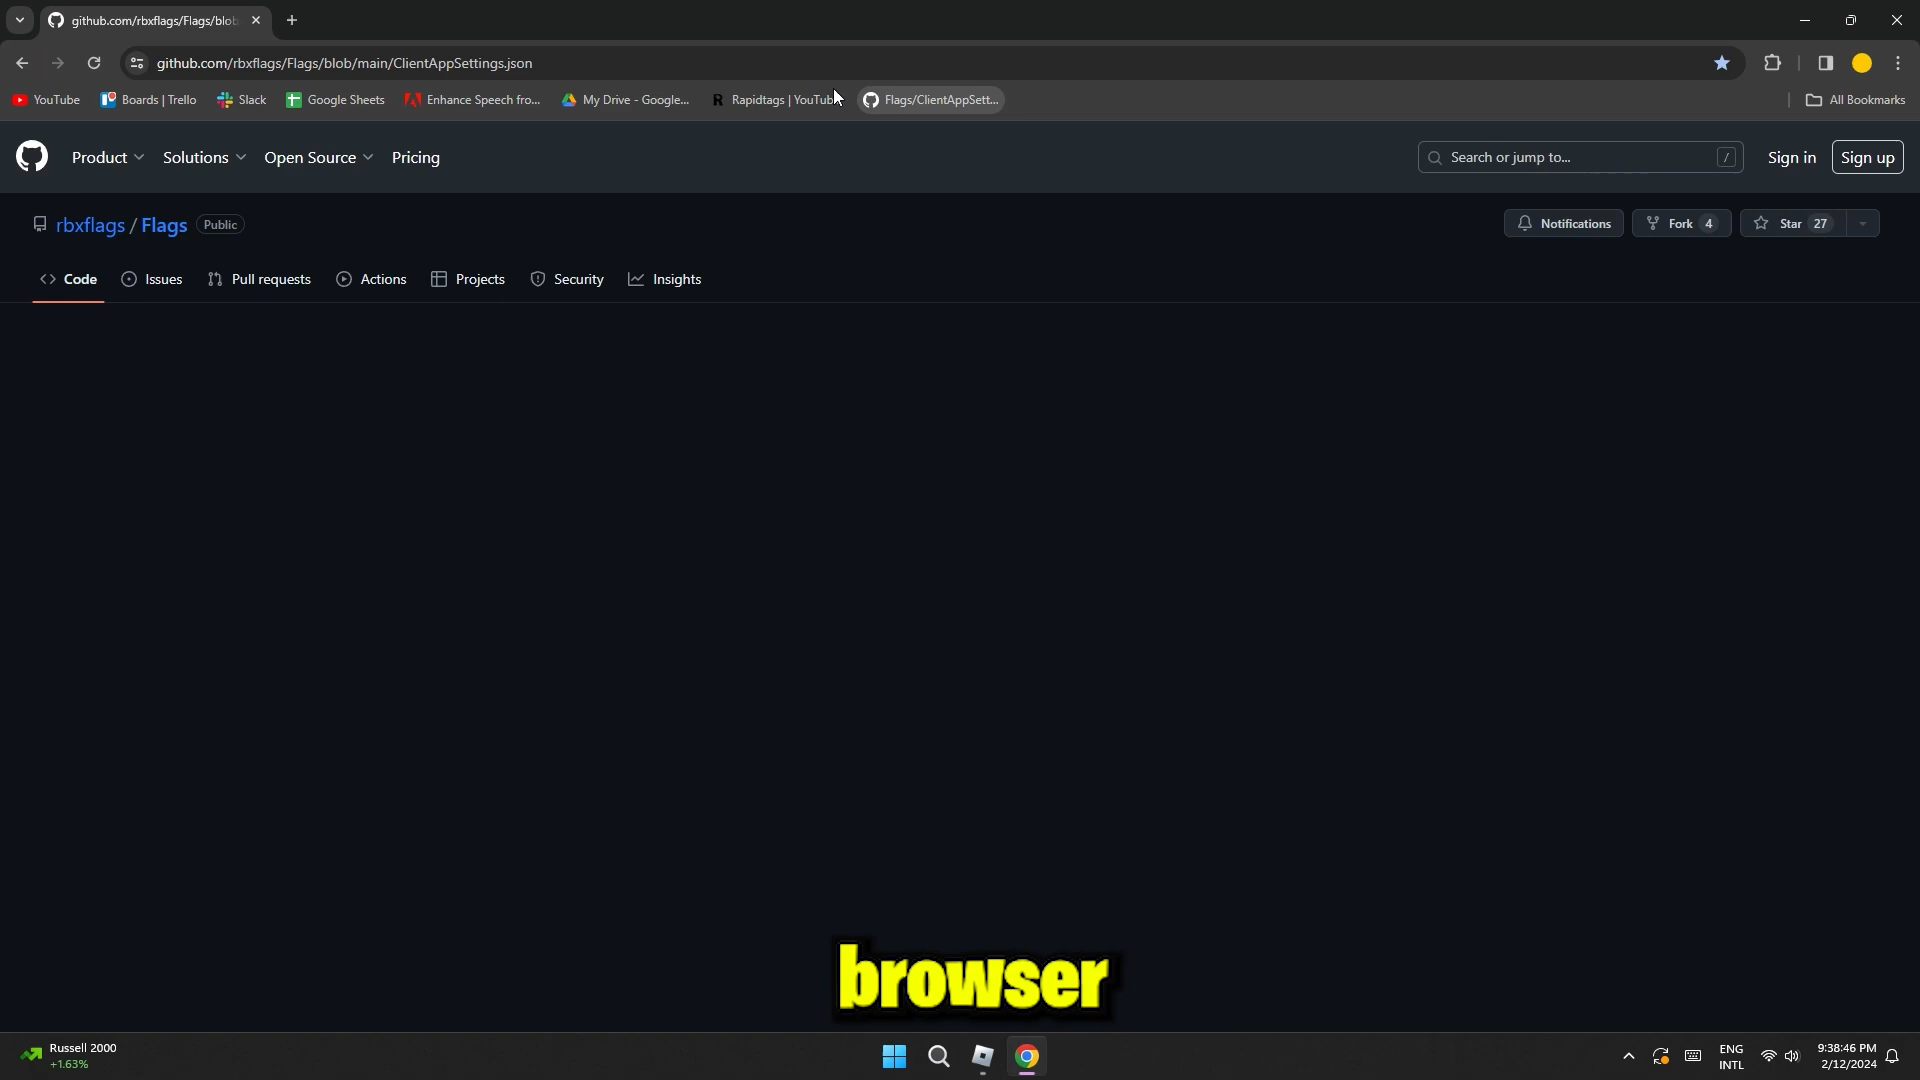 github.com/rbxflags/Flags/blob
github.com/rbxflags/Flags/blob/main/ClientAppSettings.json
YouTube
Boards | Trello
Slack
Google Sheets
Enhance Speech fro...
My Drive - Google...
Rapidtags | YouTub
Flags/ClientAppSett...
All Bookmarks
Product
Solutions
Open Source
Pricing
Search or jump to...
/
Sign in
Sign up
rbxflags / Flags
Public
Notifications
Fork 4
Star 27
Code
Issues
Pull requests
Actions
Projects
Security
Insights
browser
Russell 2000
+1.63%
ENG
INTL
9:38:46 PM
2/12/2024